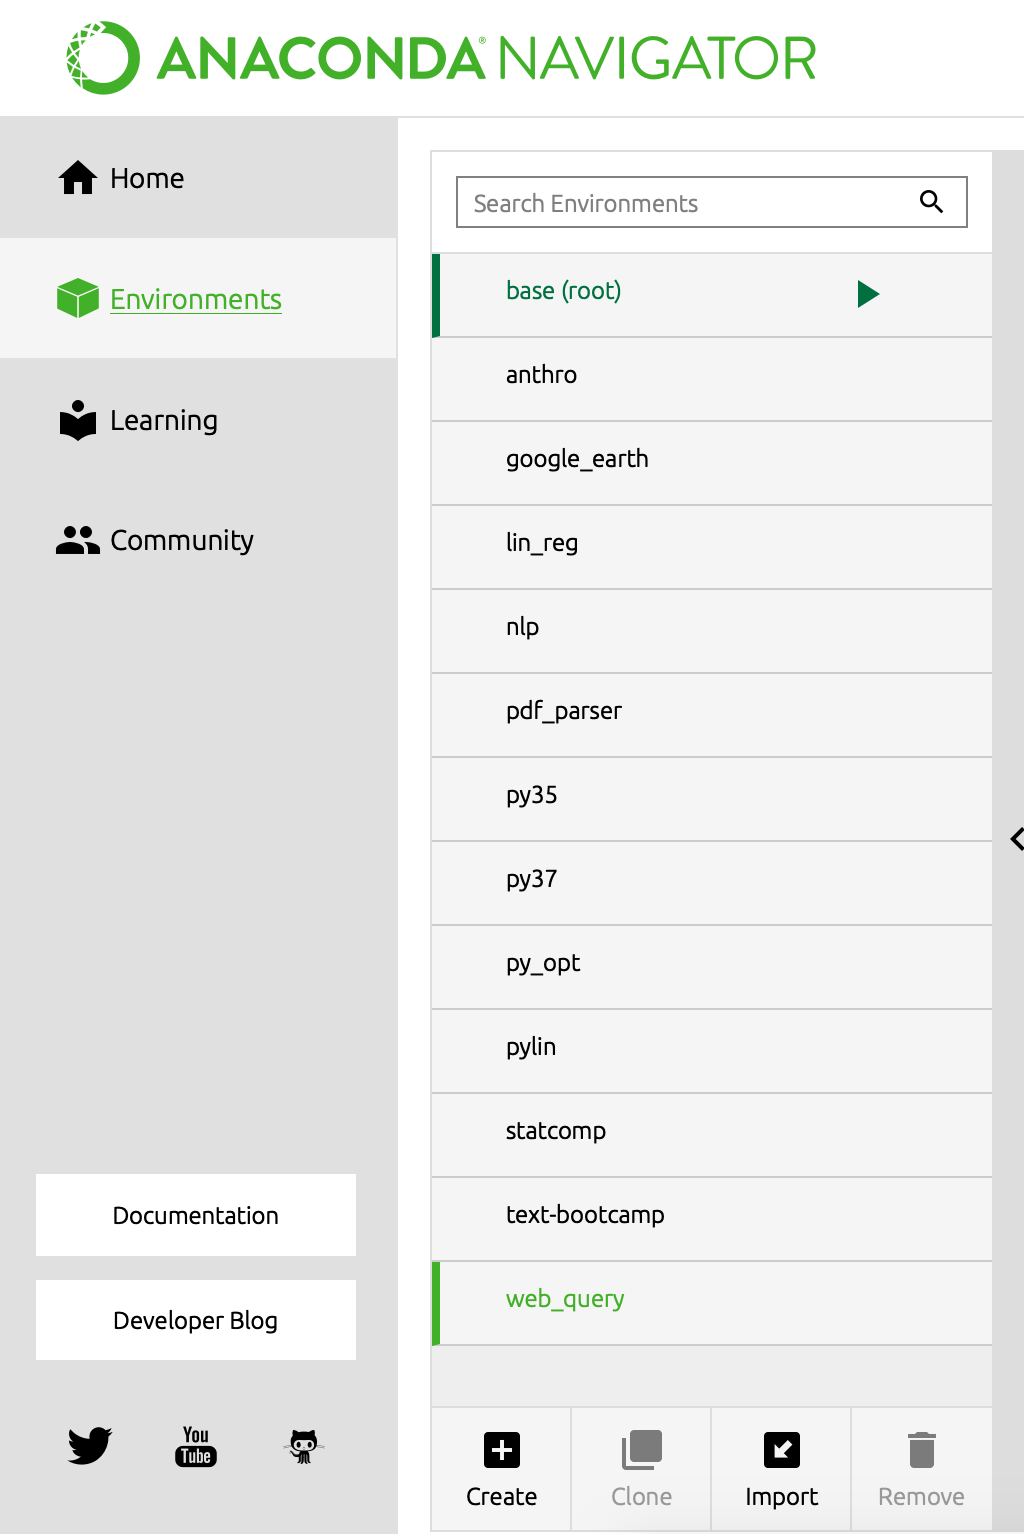 ANACONDA® NAVIGATOR
Home
Environments
Learning
Community
Documentation
Developer Blog
You
Tube
Search Environments
base (root)
anthro
google_earth
lin_reg
nlp
pdf_parser
py35
py37
py_opt
pylin
statcomp
text-bootcamp
web_query
Create
Clone
Import
Remove